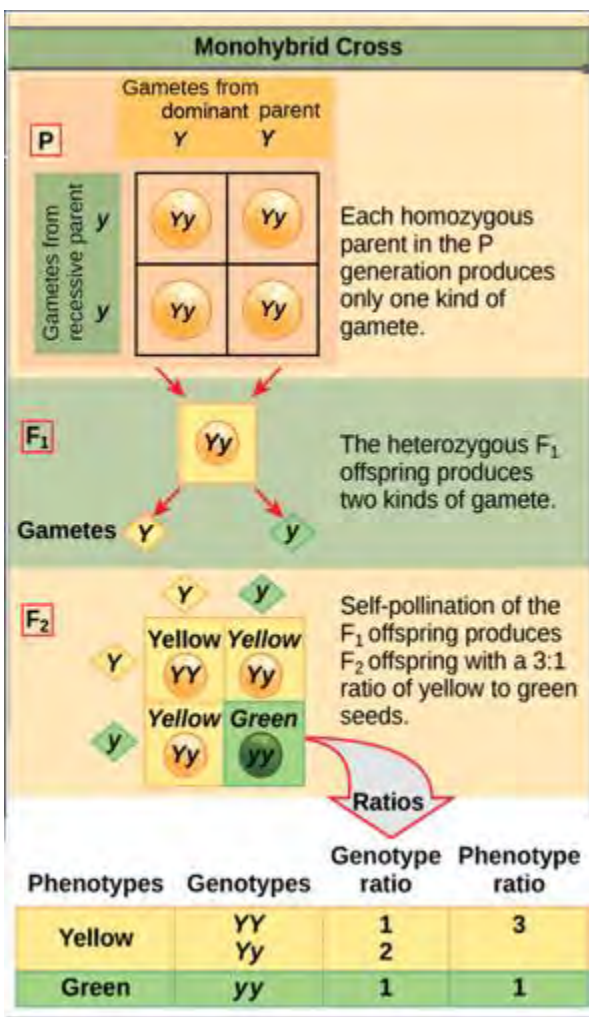 Monohybrid Cross
Gametes from
dominant parent
Y Y
P
Gametes from
recessive parent
y
y
Yy Yy
Yy Yy
Each homozygous
parent in the P
generation produces
only one kind of
gamete.
F1
Yy
The heterozygous F1
offspring produces
two kinds of gamete.
Gametes Y y
F2
Y y
Y
y
Yellow Yellow
YY Yy
Yellow Green
Yy yy
Self-pollination of the
F1 offspring produces
F2 offspring with a 3:1
ratio of yellow to green
seeds.
Ratios
Phenotypes Genotypes Genotype ratio Phenotype ratio
Yellow YY 1 3
Yy 2
Green yy 1 1